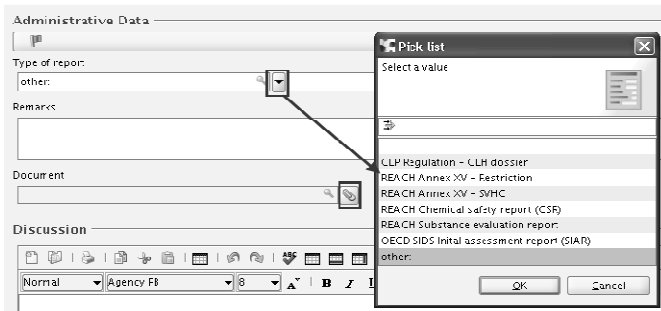 Administrative Data
Type of report
other:
Remarks
Document
Discussion
Normal
Agency FB
8
A
B
I
Pick list
Select a value
CLP Regulation - CLH dossier
REACH Annex XV - Restriction
REACH Annex XV - SVHC
REACH Chemical safety report (CSR)
REACH Substance evaluation report
OECD SIDS Inital assessment report (SIAR)
other:
OK
Cancel